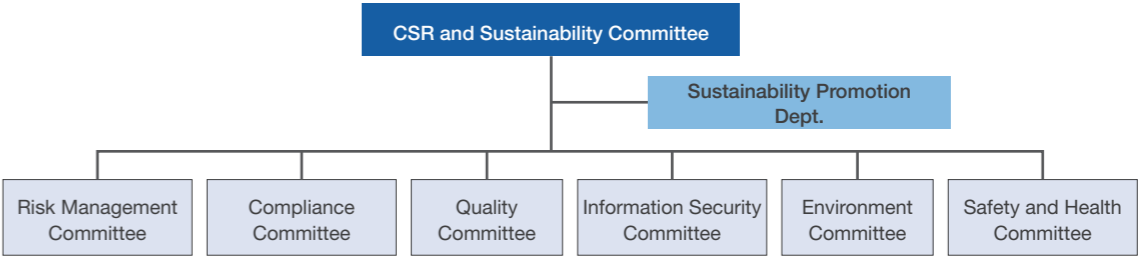 CSR and Sustainability Committee
Sustainability Promotion
Dept.
Risk Management
Committee
Compliance
Committee
Quality
Committee
Information Security
Committee
Environment
Committee
Safety and Health
Committee